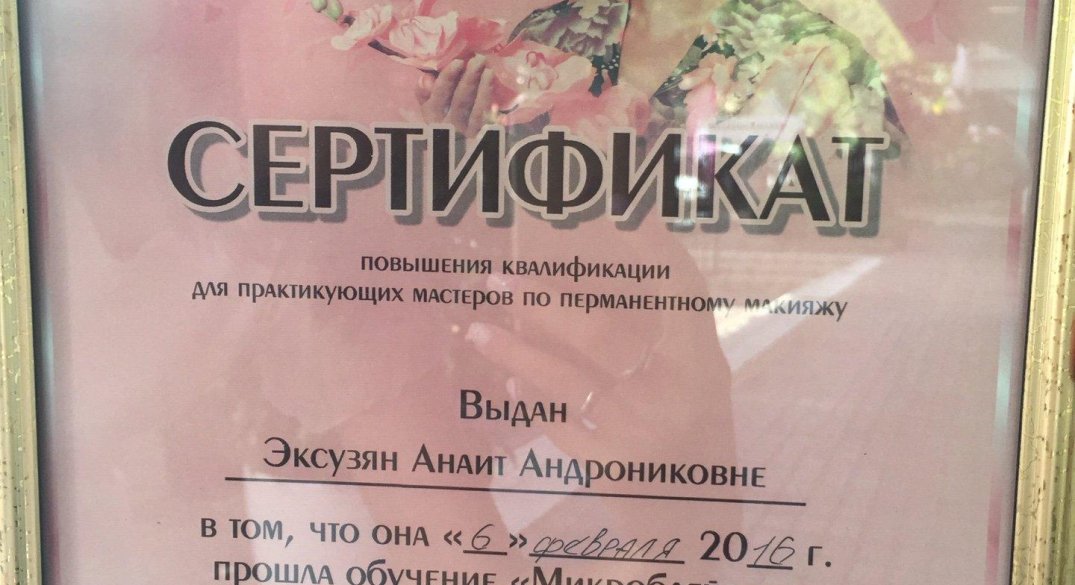 СЕРТИФИКАТ
ПОВЫШЕНИЯ КВАЛИФИКАЦИИ
ДЛЯ ПРАКТИКУЮЩИХ МАСТЕРОВ ПО ПЕРМАНЕНТНОМУ МАКИЯЖУ
Выдан
Эксузян Анаит Андрониковне
в том, что она «6» февраля 2016 г.
прошла обучение